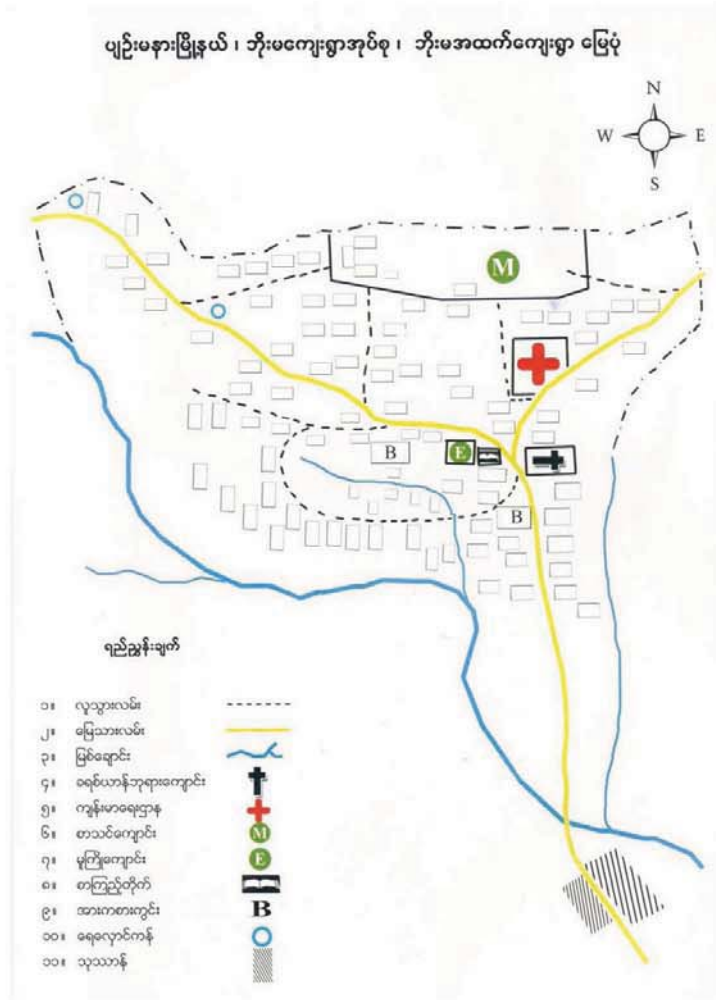 ပျဉ်းမနားမြို့နယ် ၊ ဘိုးမကျေးရွာအုပ်စု ၊ ဘိုးမအထက်ကျေးရွာ မြေပုံ
N
W E
S
M
B
E
B
ရည်ညွှန်းချက်
၁။ လူသွားလမ်း
၂။ မြေသားလမ်း
၃။ မြစ်ချောင်း
၄။ ခရစ်ယာန်ဘုရားကျောင်း
၅။ ကျန်းမာရေးဌာန
၆။ စာသင်ကျောင်း M
၇။ မူကြိုကျောင်း E
၈။ စာကြည့်တိုက်
၉။ အားကစားကွင်း B
၁၀။ ရေလှောင်ကန်
၁၁။ သုဿာန်